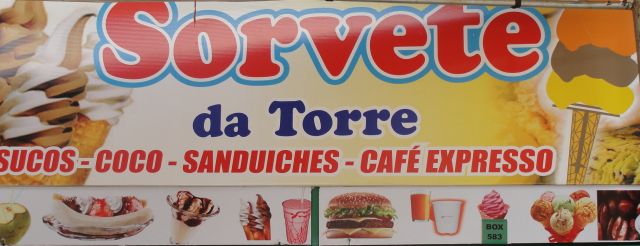 Sorvete
da Torre
SUCOS - COCO - SANDUICHES - CAFÉ EXPRESSO
BOX
583